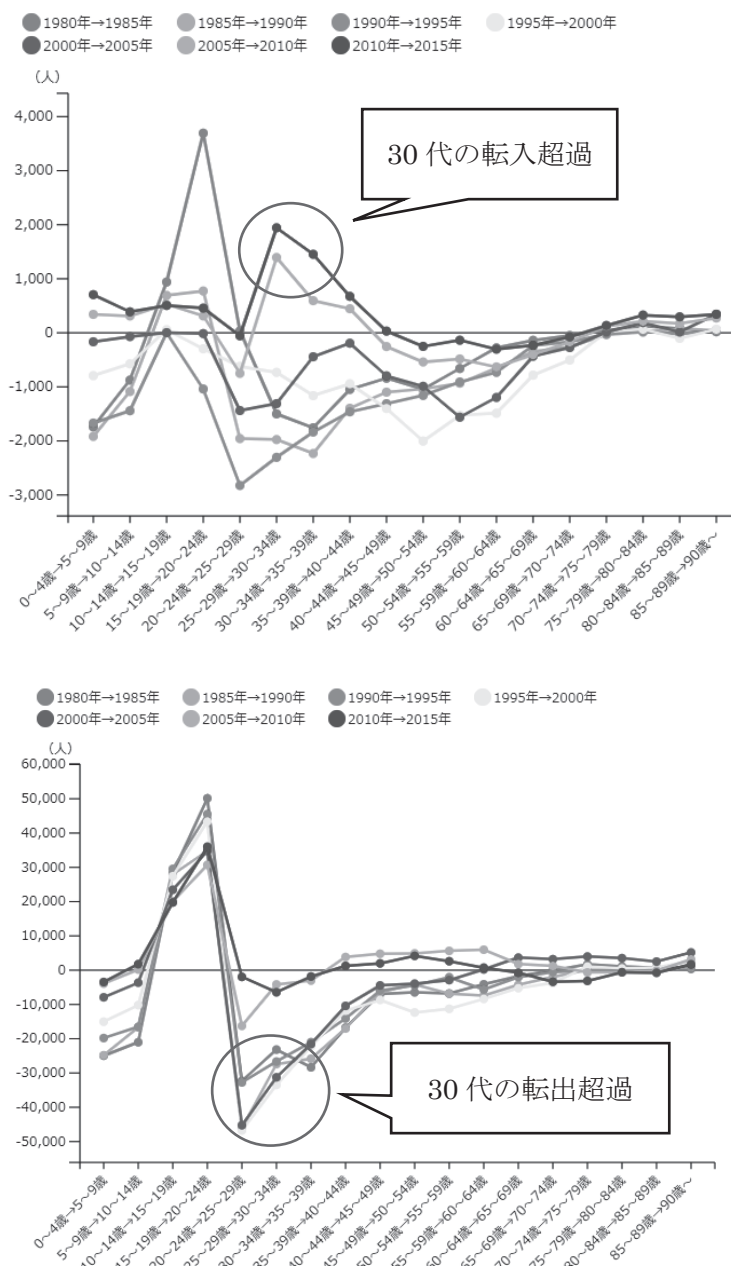 1980年→1985年 1985年→1990年 1990年→1995年 1995年→2000年
2000年→2005年 2005年→2010年 2010年→2015年
（人）
4,000
3,000
2,000
1,000
0
-1,000
-2,000
-3,000
30代の転入超過
0～4歳→5～9歳
5～9歳→10～14歳
10～14歳→15～19歳
15～19歳→20～24歳
20～24歳→25～29歳
25～29歳→30～34歳
30～34歳→35～39歳
35～39歳→40～44歳
40～44歳→45～49歳
45～49歳→50～54歳
50～54歳→55～59歳
55～59歳→60～64歳
60～64歳→65～69歳
65～69歳→70～74歳
70～74歳→75～79歳
75～79歳→80～84歳
80～84歳→85～89歳
85～89歳→90歳～
1980年→1985年 1985年→1990年 1990年→1995年 1995年→2000年
2000年→2005年 2005年→2010年 2010年→2015年
（人）
60,000
50,000
40,000
30,000
20,000
10,000
0
-10,000
-20,000
-30,000
-40,000
-50,000
30代の転出超過
0～4歳→5～9歳
5～9歳→10～14歳
10～14歳→15～19歳
15～19歳→20～24歳
20～24歳→25～29歳
25～29歳→30～34歳
30～34歳→35～39歳
35～39歳→40～44歳
40～44歳→45～49歳
45～49歳→50～54歳
50～54歳→55～59歳
55～59歳→60～64歳
60～64歳→65～69歳
65～69歳→70～74歳
70～74歳→75～79歳
75～79歳→80～84歳
80～84歳→85～89歳
85～89歳→90歳～